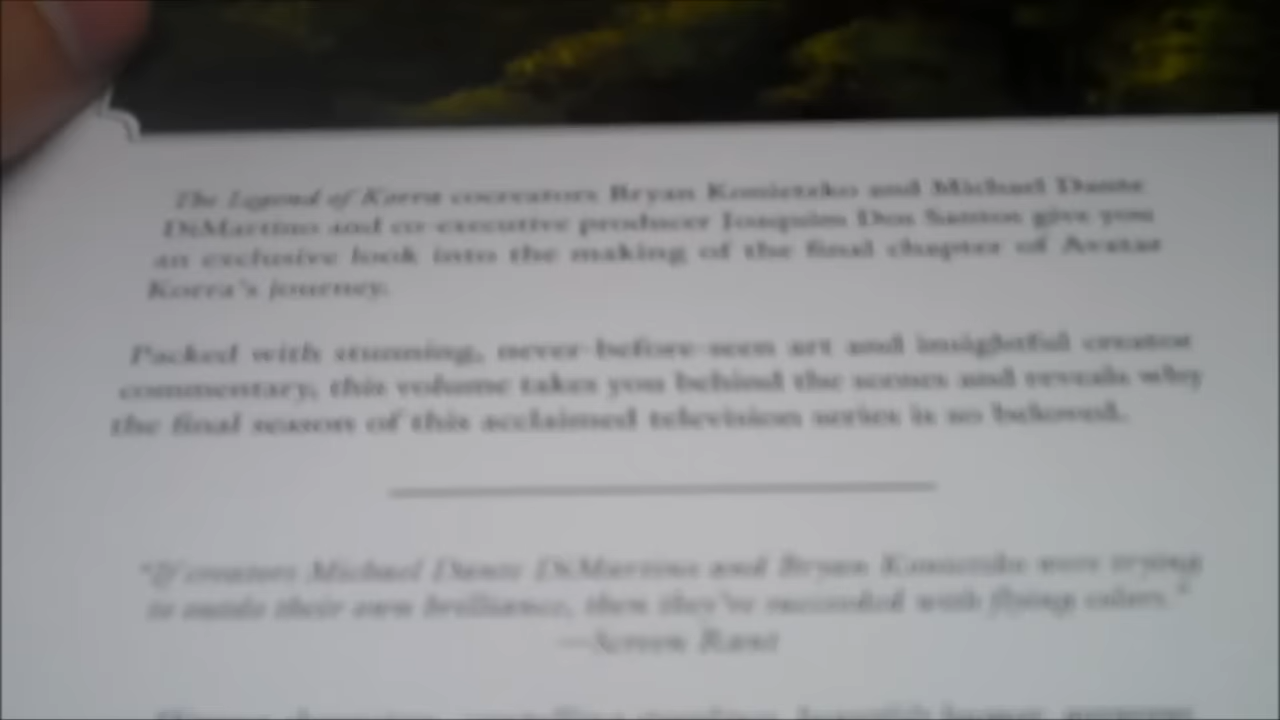 The Legend of Korra cocreators Bryan Konietzko and Michael Dante
DiMartino and co-executive producer Joaquim Dos Santos give you
an exclusive look into the making of the final chapter of Avatar
Korra's journey.
Packed with stunning, never-before-seen art and insightful creator
commentary, this volume takes you behind the scenes and reveals why
the final season of this acclaimed television series is so beloved.
"If creators Michael Dante DiMartino and Bryan Konietzko were trying
to outdo their own brilliance, then they've succeeded with flying colors."
—Screen Rant